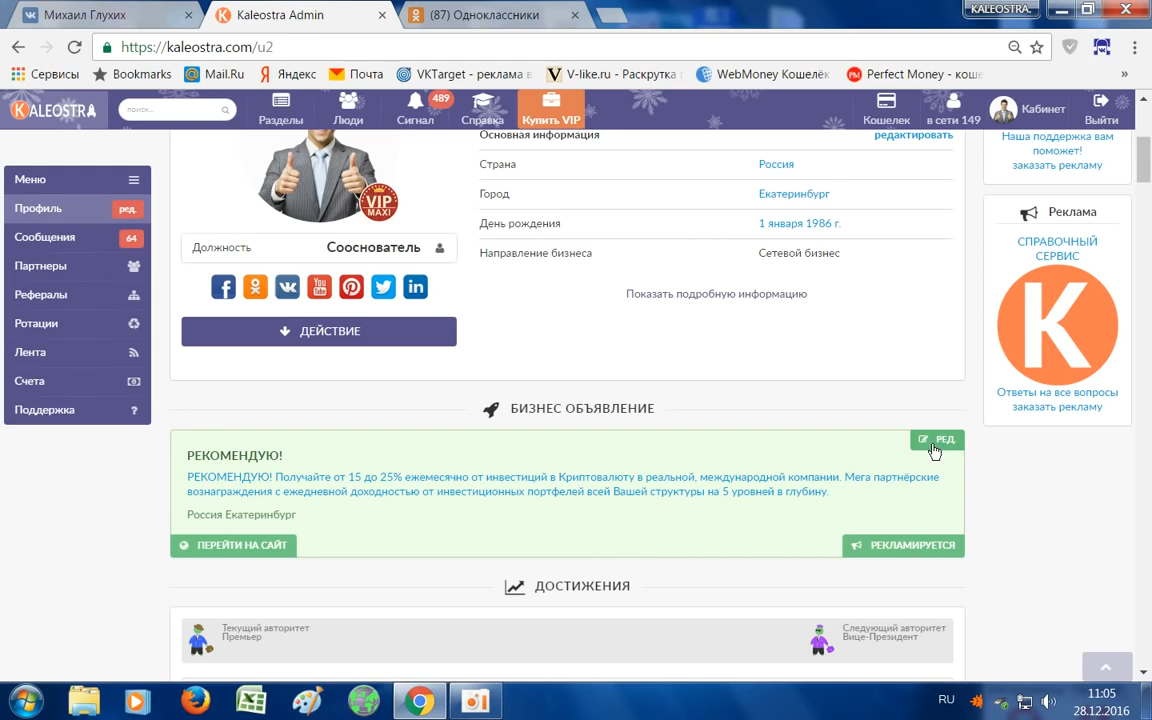 Михаил Глухих
Kaleostra Admin
(87) Одноклассники
KALEOSTRA.
https://kaleostra.com/u2
Сервисы
Bookmarks
Mail.Ru
Яндекс
Почта
VKTarget - реклама в
V-like.ru - Раскрутка
WebMoney Кошелёк
Perfect Money - коше
KALEOSTRA
поиск...
Разделы
Люди
489
Сигнал
Справка
Купить VIP
Кошелек
в сети 149
Кабинет
Выйти
Меню
Профиль ред.
Сообщения 64
Партнеры
Рефералы
Ротации
Лента
Счета
Поддержка ?
VIP
MAXI
Должность Сооснователь
You
Tube
ДЕЙСТВИЕ
Основная информация редактировать
Страна Россия
Город Екатеринбург
День рождения 1 января 1986 г.
Направление бизнеса Сетевой бизнес
Показать подробную информацию
Наша поддержка вам
поможет!
заказать рекламу
Реклама
СПРАВОЧНЫЙ
СЕРВИС
K
Ответы на все вопросы
заказать рекламу
БИЗНЕС ОБЪЯВЛЕНИЕ
РЕД.
РЕКОМЕНДУЮ!
РЕКОМЕНДУЮ! Получайте от 15 до 25% ежемесячно от инвестиций в Криптовалюту в реальной, международной компании. Мега партнёрские
вознаграждения с ежедневной доходностью от инвестиционных портфелей всей Вашей структуры на 5 уровней в глубину.
Россия Екатеринбург
ПЕРЕЙТИ НА САЙТ
РЕКЛАМИРУЕТСЯ
ДОСТИЖЕНИЯ
Текущий авторитет
Премьер
Следующий авторитет
Вице-Президент
RU
11:05
28.12.2016